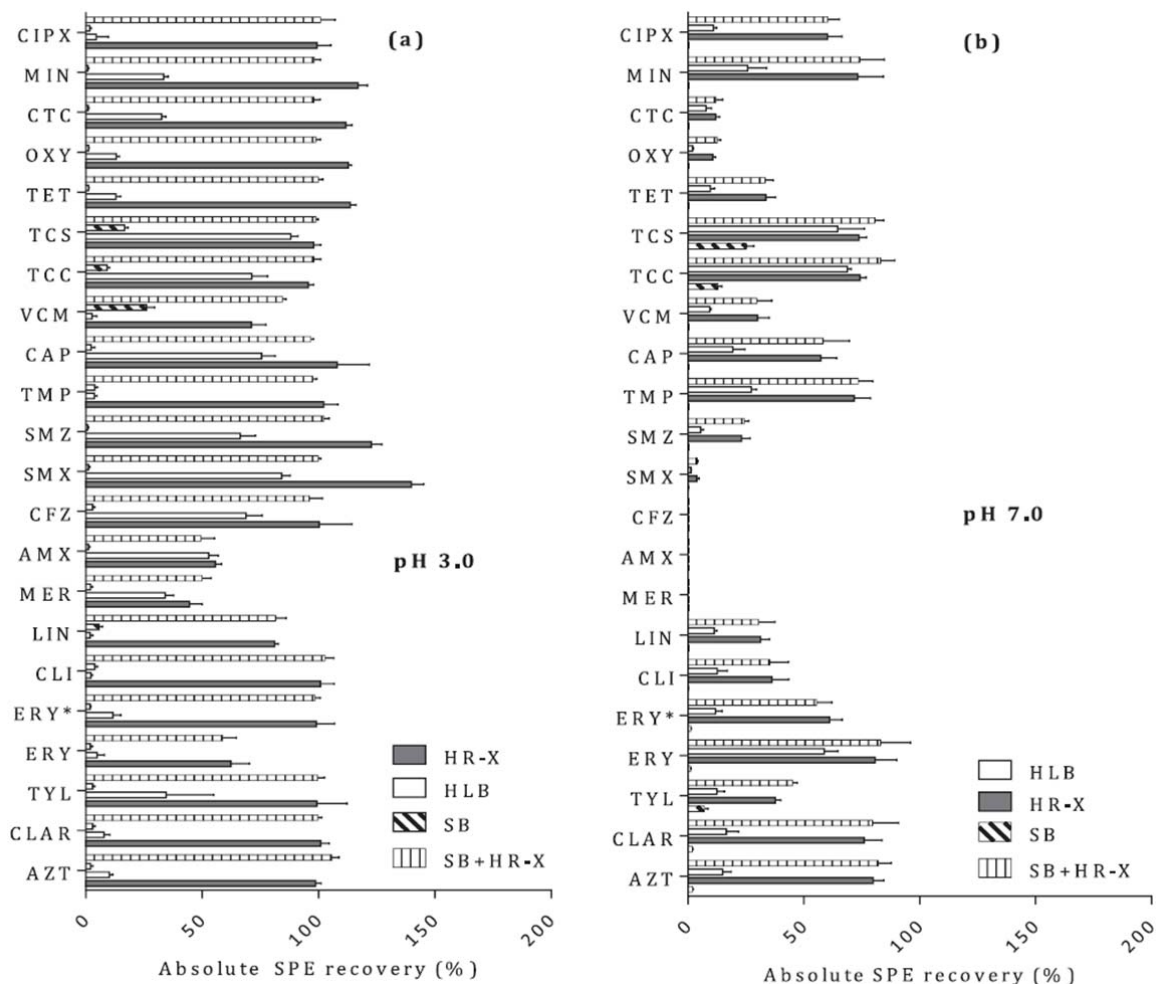 (a)
CIPX
MIN
CTC
OXY
TET
TCS
TCC
VCM
CAP
TMP
SMZ
SMX
CFZ
AMX
MER
LIN
CLI
ERY*
ERY
TYL
CLAR
AZT
pH 3.0
HR-X
HLB
SB
SB+HR-X
0 50 100 150 200
Absolute SPE recovery (%)
(b)
CIPX
MIN
CTC
OXY
TET
TCS
TCC
VCM
CAP
TMP
SMZ
SMX
CFZ
AMX
MER
LIN
CLI
ERY*
ERY
TYL
CLAR
AZT
pH 7.0
HLB
HR-X
SB
SB+HR-X
0 50 100 150 200
Absolute SPE recovery (%)